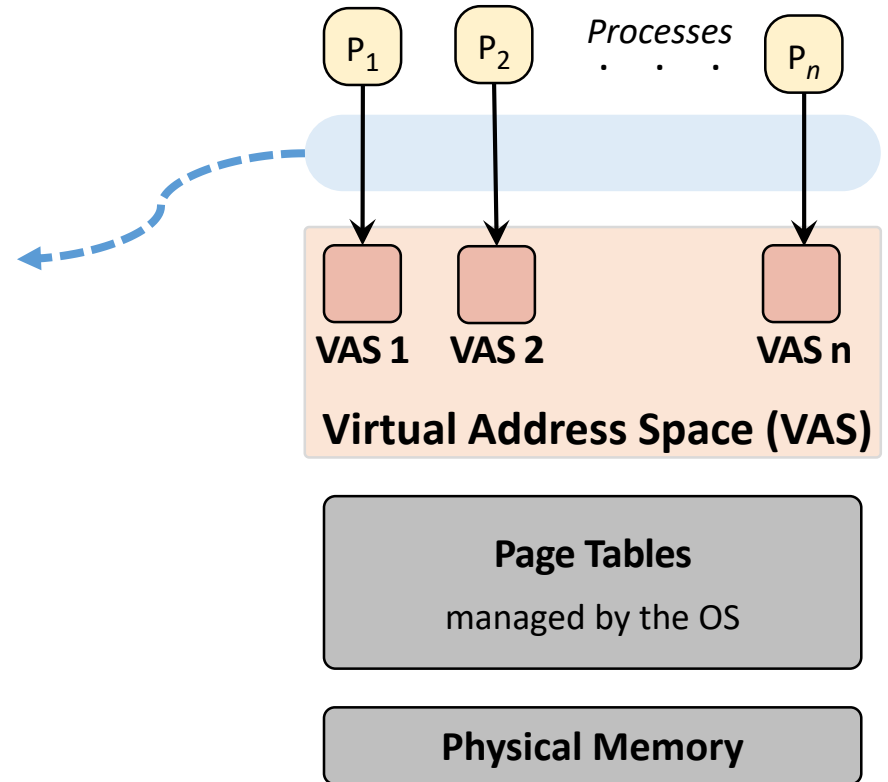 Processes
P1 P2 . . . Pn
VAS 1 VAS 2 VAS n
Virtual Address Space (VAS)
Page Tables
managed by the OS
Physical Memory